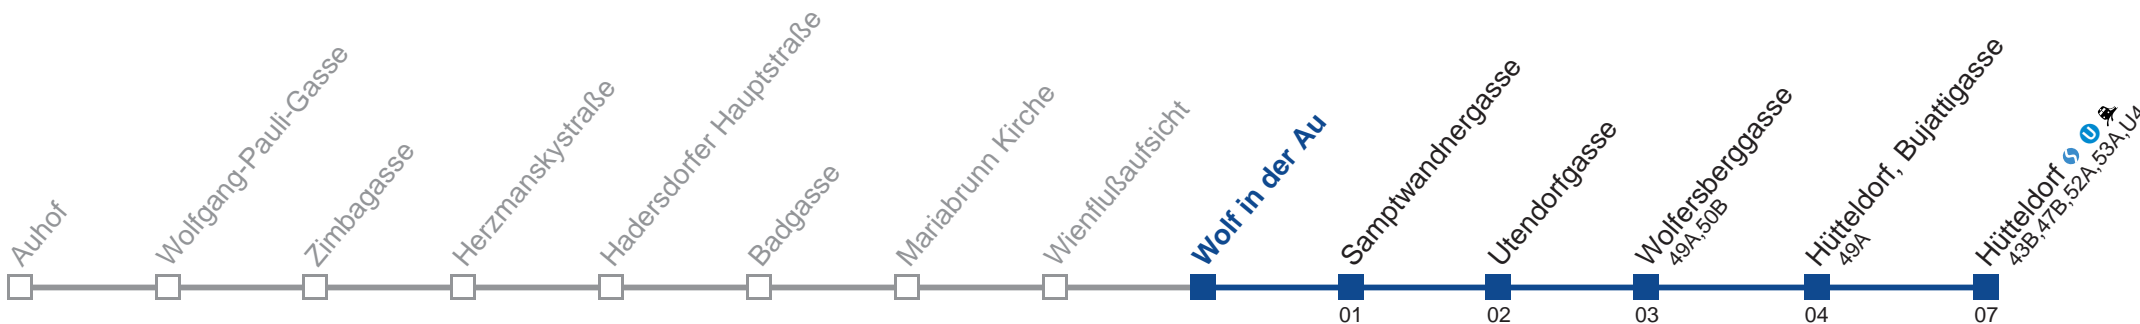 Auhof
Wolfgang-Pauli-Gasse
Zimbagasse
Herzmanskystraße
Hadersdorfer Hauptstraße
Badgasse
Mariabrunn Kirche
Wienflußaufsicht
Wolf in der Au
Samptwandnergasse
01
Utendorfgasse
02
Wolfersberggasse
49A,50B
03
Hütteldorf, Bujattigasse
49A
04
Hütteldorf S U
43B,47B,52A,53A,U4
07